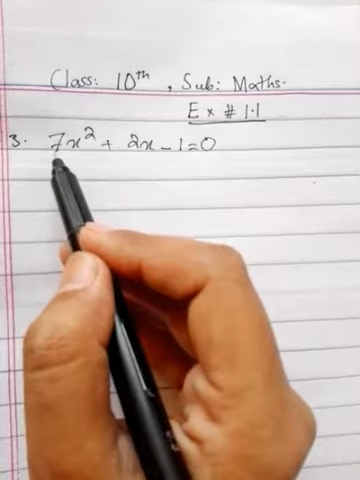 Class: 10th, Sub: Maths.
Ex # 1.1
3. 7x² + 2x - 1 = 0